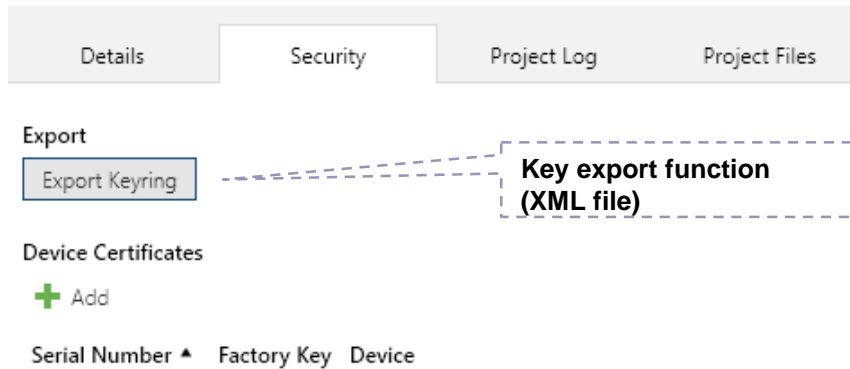 Details Security Project Log Project Files
Export
Export Keyring
Key export function
(XML file)
Device Certificates
Add
Serial Number Factory Key Device